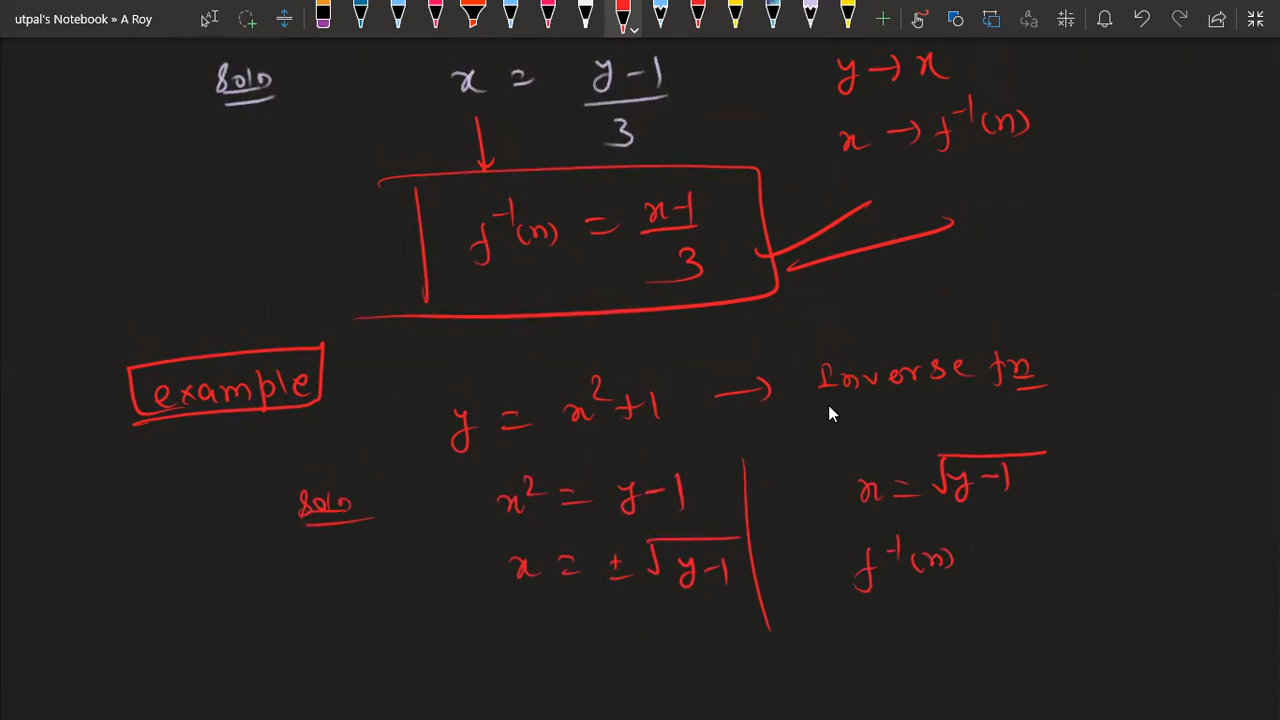 utpal's Notebook » A Roy
Soln x = y-1/3
y → x
x → f⁻¹(x)
f⁻¹(x) = x-1/3
example
y = x²+1 → Inverse fn
Soln x² = y-1
x = ± √y-1
x = √y-1
f⁻¹(x)